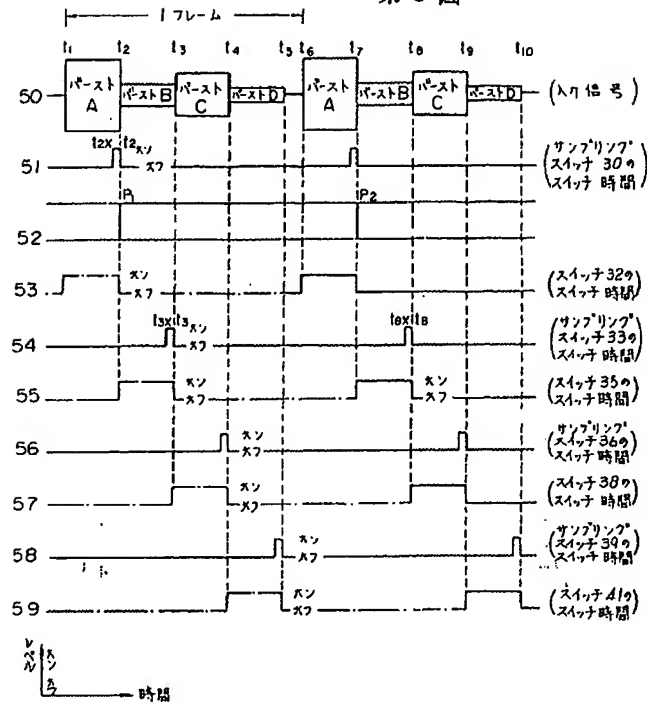 1フレーム
t1 t2 t3 t4 t5 t6 t7 t8 t9 t10
50 バースト A バーストB バースト C バーストD バースト A バーストB バースト C バーストD (入力信号)
51 t2x t2 オン オフ (サンプリングスイッチ 30のスイッチ 時間)
52 P1 P2
53 オン オフ (スイッチ 32のスイッチ時間)
54 t3x t3 オン オフ t8x t8 (サンプリングスイッチ33のスイッチ時間)
55 オン オフ オン オフ (スイッチ35のスイッチ時間)
56 オン オフ (サンプリングスイッチ36のスイッチ時間)
57 オン オフ (スイッチ38のスイッチ 時間)
58 オン オフ (サンプリングスイッチ39のスイッチ時間)
59 オン オフ (スイッチ41のスイッチ時間)
レベル オン オフ
時間